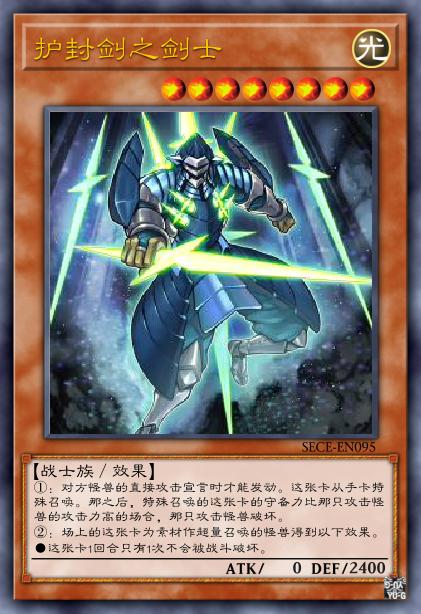 护封剑之剑士
光
SECE-EN095
【战士族／效果】
①：对方怪兽的直接攻击宣言时才能发动。这张卡从手卡特
殊召唤。那之后，特殊召唤的这张卡的守备力比那只攻击怪
兽的攻击力高的场合，那只攻击怪兽破坏。
②：场上的这张卡为素材作超量召唤的怪兽得到以下效果。
●这张卡1回合只有1次不会被战斗破坏。
ATK/ 0 DEF/2400